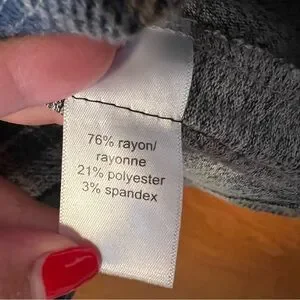 76% rayon/
rayonne
21% polyester
3% spandex